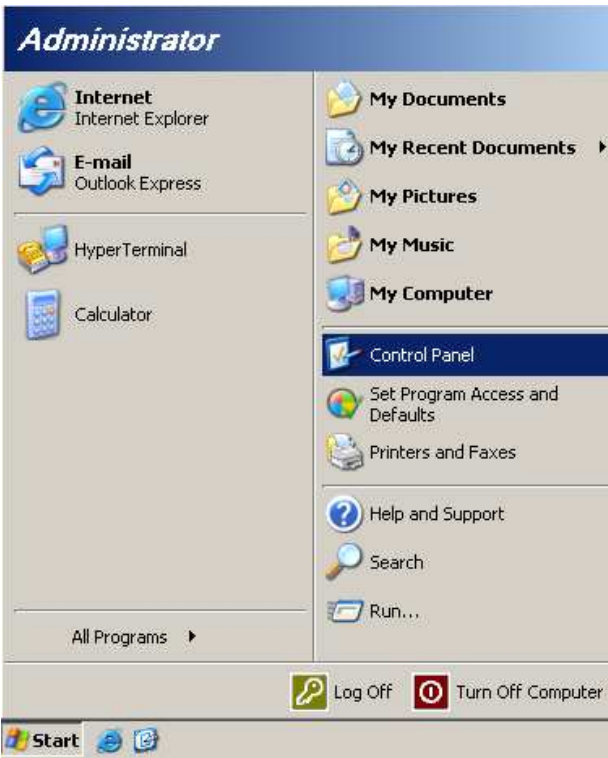 Administrator
Internet
Internet Explorer
E-mail
Outlook Express
HyperTerminal
Calculator
All Programs
My Documents
My Recent Documents
My Pictures
My Music
My Computer
Control Panel
Set Program Access and
Defaults
Printers and Faxes
Help and Support
Search
Run...
Log Off
Turn Off Computer
Start